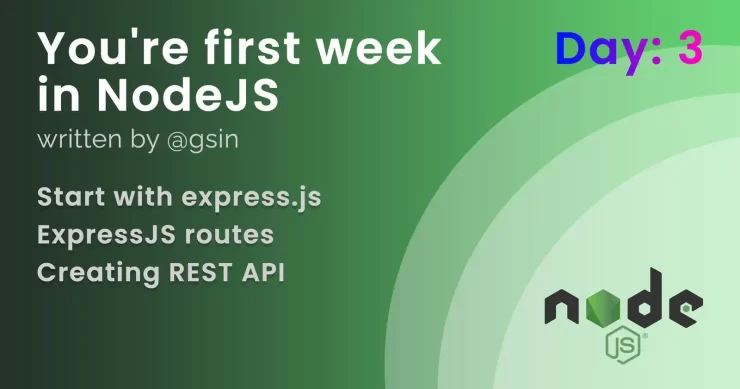 You're first week
in NodeJS
Day: 3
written by @gsin
Start with express.js
ExpressJS routes
Creating REST API
node
JS
®